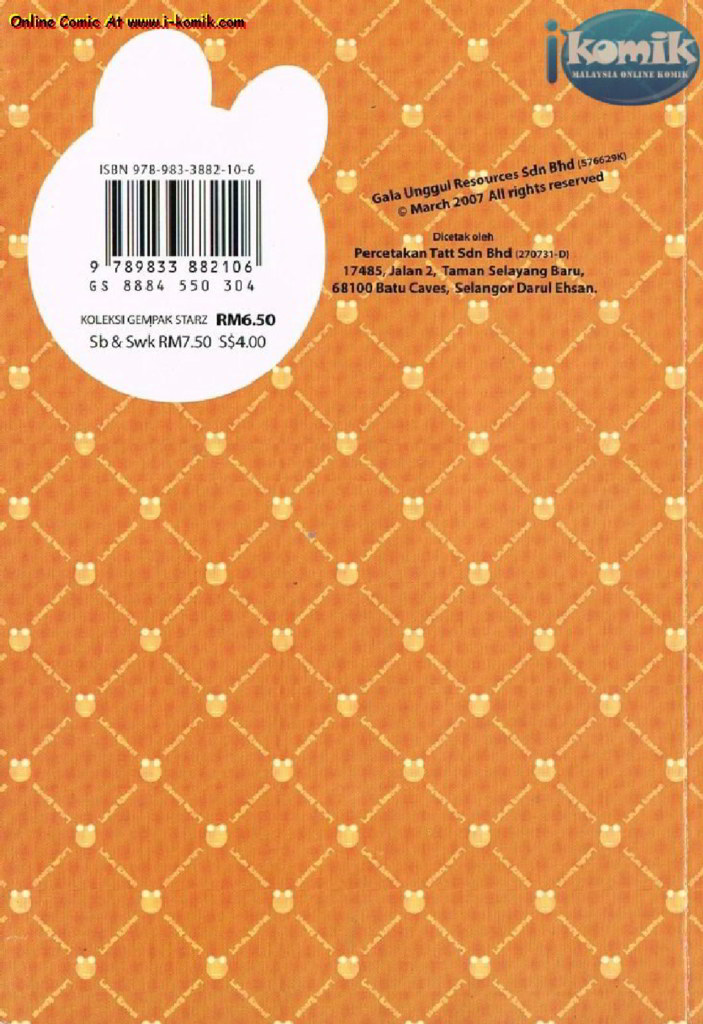 Online Comic At www.i-komik.com
ikomik
MALAYSIA ONLINE KOMIK
ISBN 978-983-3882-10-6
9 789833 882106
GS 8884 550 304
KOLEKSI GEMPAK STARZ RM6.50
Sb & Swk RM7.50 S$4.00
Gala Unggul Resources Sdn Bhd (576629K)
© March 2007 All rights reserved
Dicetak oleh
Percetakan Tatt Sdn Bhd (270731-D)
17485, Jalan 2, Taman Selayang Baru,
68100 Batu Caves, Selangor Darul Ehsan.